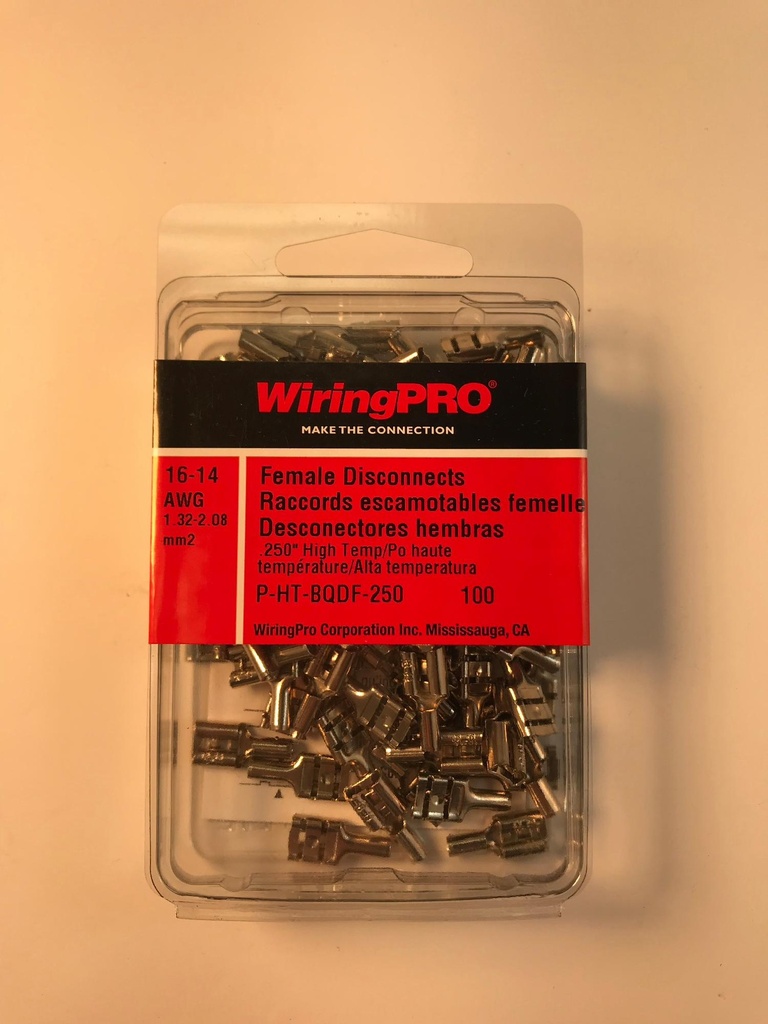 WiringPRO®
MAKE THE CONNECTION
16-14
AWG
1.32-2.08
mm2
Female Disconnects
Raccords escamotables femelle
Desconectores hembras
.250" High Temp/Po haute
température/Alta temperatura
P-HT-BQDF-250 100
WiringPro Corporation Inc. Mississauga, CA